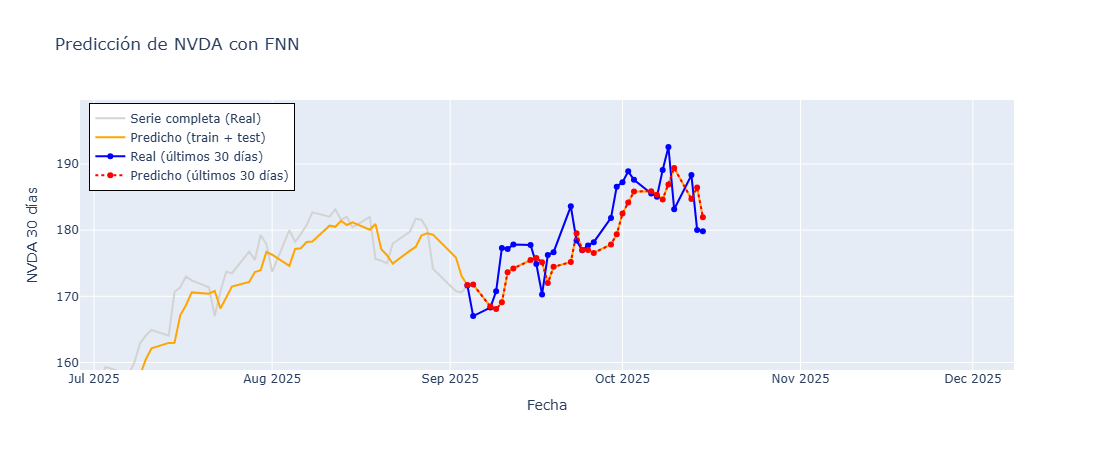 Predicción de NVDA con FNN
Serie completa (Real)
Predicho (train + test)
Real (últimos 30 días)
Predicho (últimos 30 días)
NVDA 30 días
190
180
170
160
Jul 2025
Aug 2025
Sep 2025
Oct 2025
Nov 2025
Dec 2025
Fecha